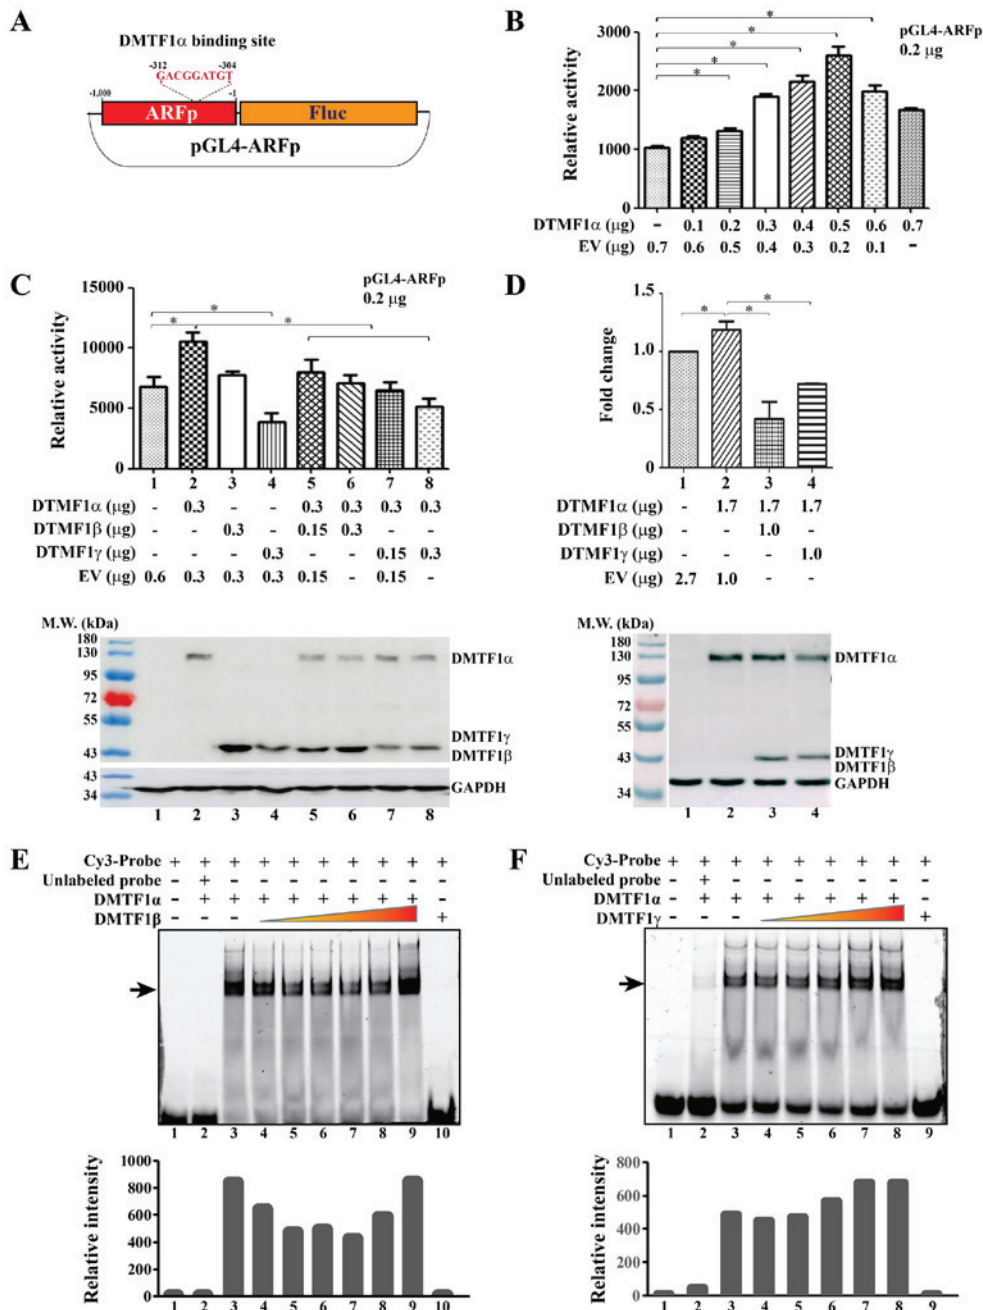 A
DMTF1α binding site
-312 -304
GACGGATGT
-1,000 -1
ARFp Fluc
pGL4-ARFp
B
pGL4-ARFp
0.2 μg
Relative activity
3000
2000
1000
0
* * * * *
DTMF1α (μg) - 0.1 0.2 0.3 0.4 0.5 0.6 0.7
EV (μg) 0.7 0.6 0.5 0.4 0.3 0.2 0.1 -
C
pGL4-ARFp
0.2 μg
Relative activity
15000
10000
5000
0
* * *
1 2 3 4 5 6 7 8
DTMF1α (μg) - 0.3 - - 0.3 0.3 0.3 0.3
DTMF1β (μg) - - 0.3 - 0.15 0.3 - -
DTMF1γ (μg) - - - 0.3 - - 0.15 0.3
EV (μg) 0.6 0.3 0.3 0.3 0.15 - 0.15 -
M.W. (kDa)
180
130
95
72
55
43
43
34
DMTF1α
DMTF1γ
DMTF1β
GAPDH
1 2 3 4 5 6 7 8
D
Fold change
1.5
1.0
0.5
0
* * *
1 2 3 4
DTMF1α (μg) - 1.7 1.7 1.7
DTMF1β (μg) - - 1.0 -
DTMF1γ (μg) - - - 1.0
EV (μg) 2.7 1.0 - -
M.W. (kDa)
180
130
95
72
55
43
34
DMTF1α
DMTF1γ
DMTF1β
GAPDH
1 2 3 4
E
Cy3-Probe + + + + + + + + + +
Unlabeled probe - + - - - - - - - -
DMTF1α - + + + + + + + + -
DMTF1β - - - +
1 2 3 4 5 6 7 8 9 10
Relative intensity
1000
800
600
400
200
0
1 2 3 4 5 6 7 8 9 10
F
Cy3-Probe + + + + + + + + +
Unlabeled probe - + - - - - - - -
DMTF1α - + + + + + + + -
DMTF1γ - - - +
1 2 3 4 5 6 7 8 9
Relative intensity
800
600
400
200
0
1 2 3 4 5 6 7 8 9